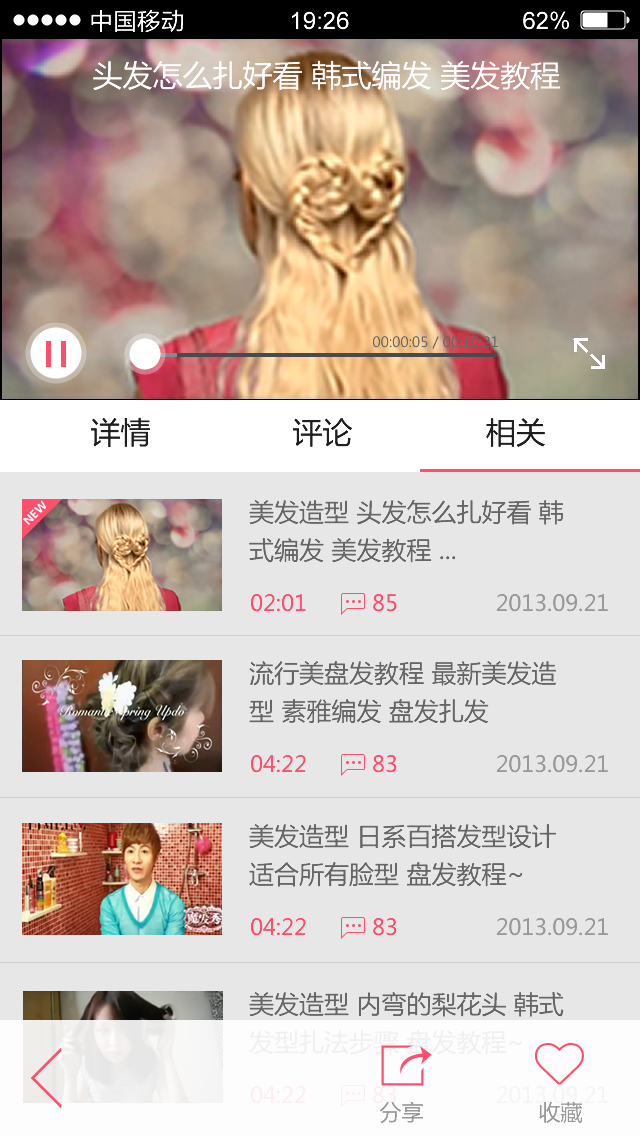 中国移动 19:26 62%
头发怎么扎好看 韩式编发 美发教程
00:00:05 / 00:10:21
详情 评论 相关
NEW
美发造型 头发怎么扎好看 韩
式编发 美发教程 ...
02:01 85 2013.09.21
流行美盘发教程 最新美发造
型 素雅编发 盘发扎发
Romantic Spring Updo
04:22 83 2013.09.21
美发造型 日系百搭发型设计
适合所有脸型 盘发教程~
魔发秀
04:22 83 2013.09.21
美发造型 内弯的梨花头 韩式
发型扎法步骤 盘发教程~
04:22 83 2013.09.21
分享 收藏